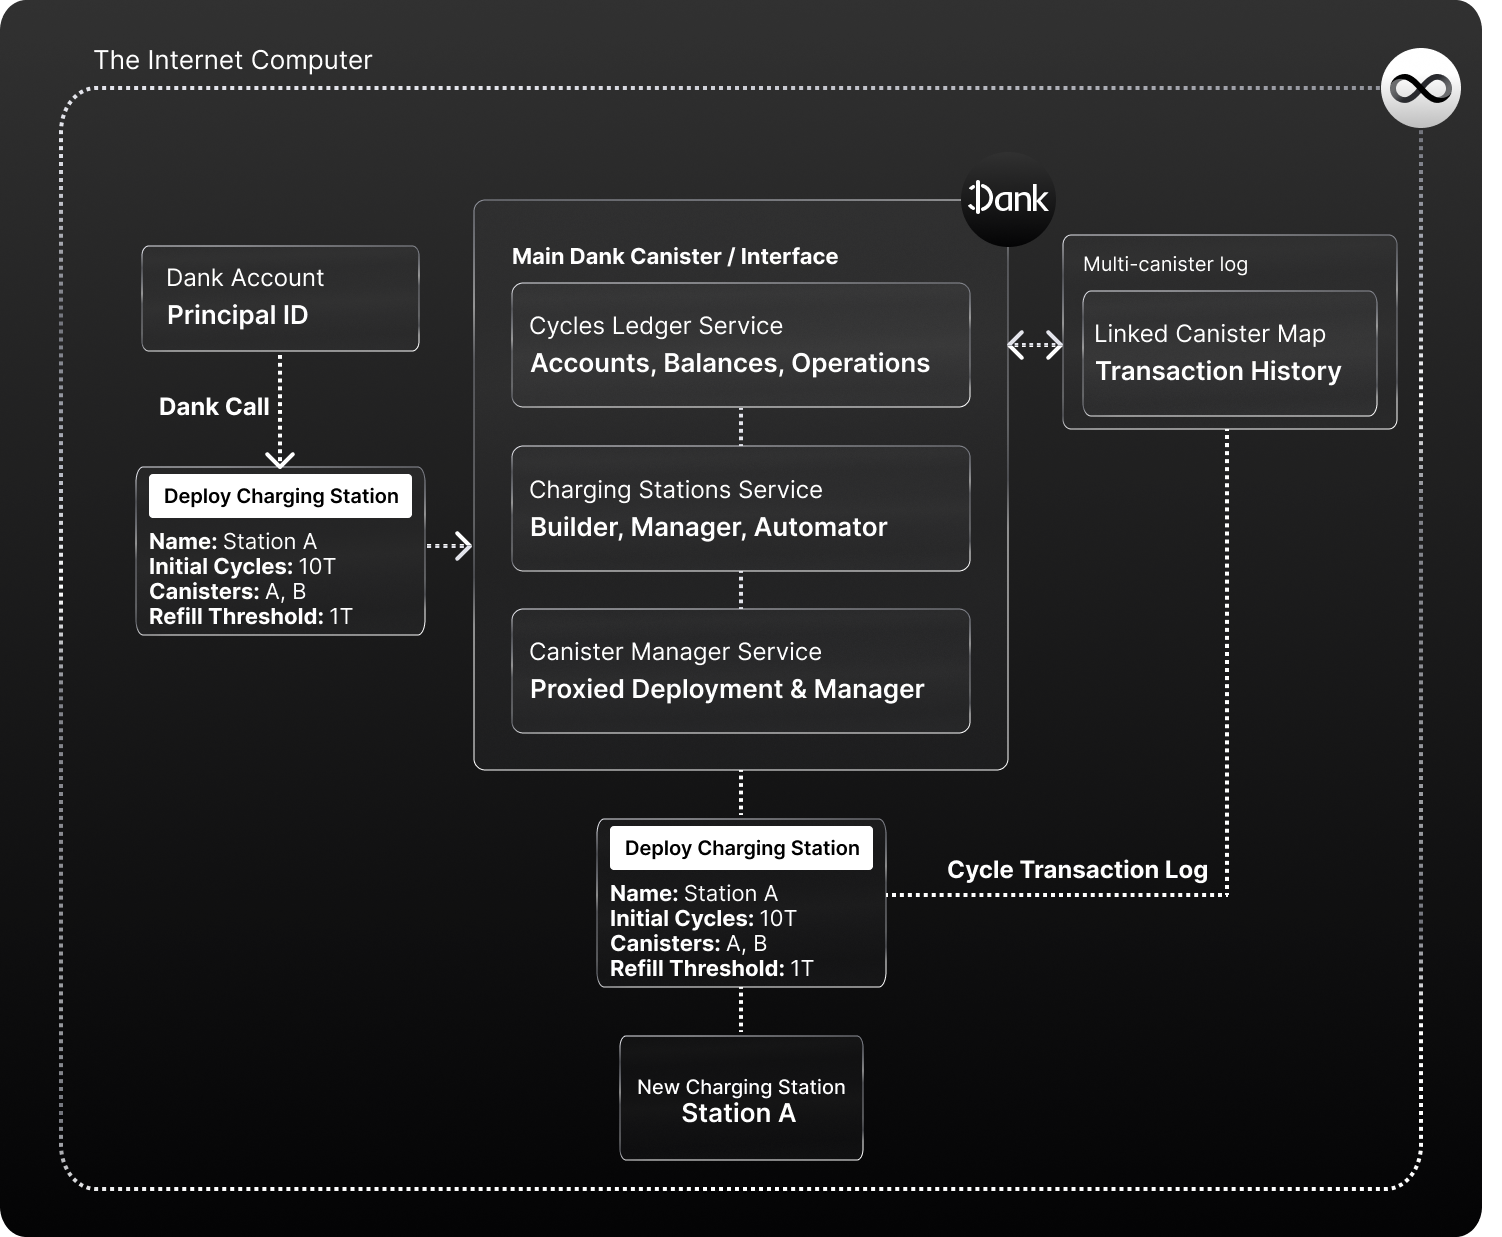 The Internet Computer
Dank
Dank Account
Principal ID
Dank Call
Deploy Charging Station
Name: Station A
Initial Cycles: 10T
Canisters: A, B
Refill Threshold: 1T
Main Dank Canister / Interface
Cycles Ledger Service
Accounts, Balances, Operations
Charging Stations Service
Builder, Manager, Automator
Canister Manager Service
Proxied Deployment & Manager
Multi-canister log
Linked Canister Map
Transaction History
Deploy Charging Station
Name: Station A
Initial Cycles: 10T
Canisters: A, B
Refill Threshold: 1T
Cycle Transaction Log
New Charging Station
Station A